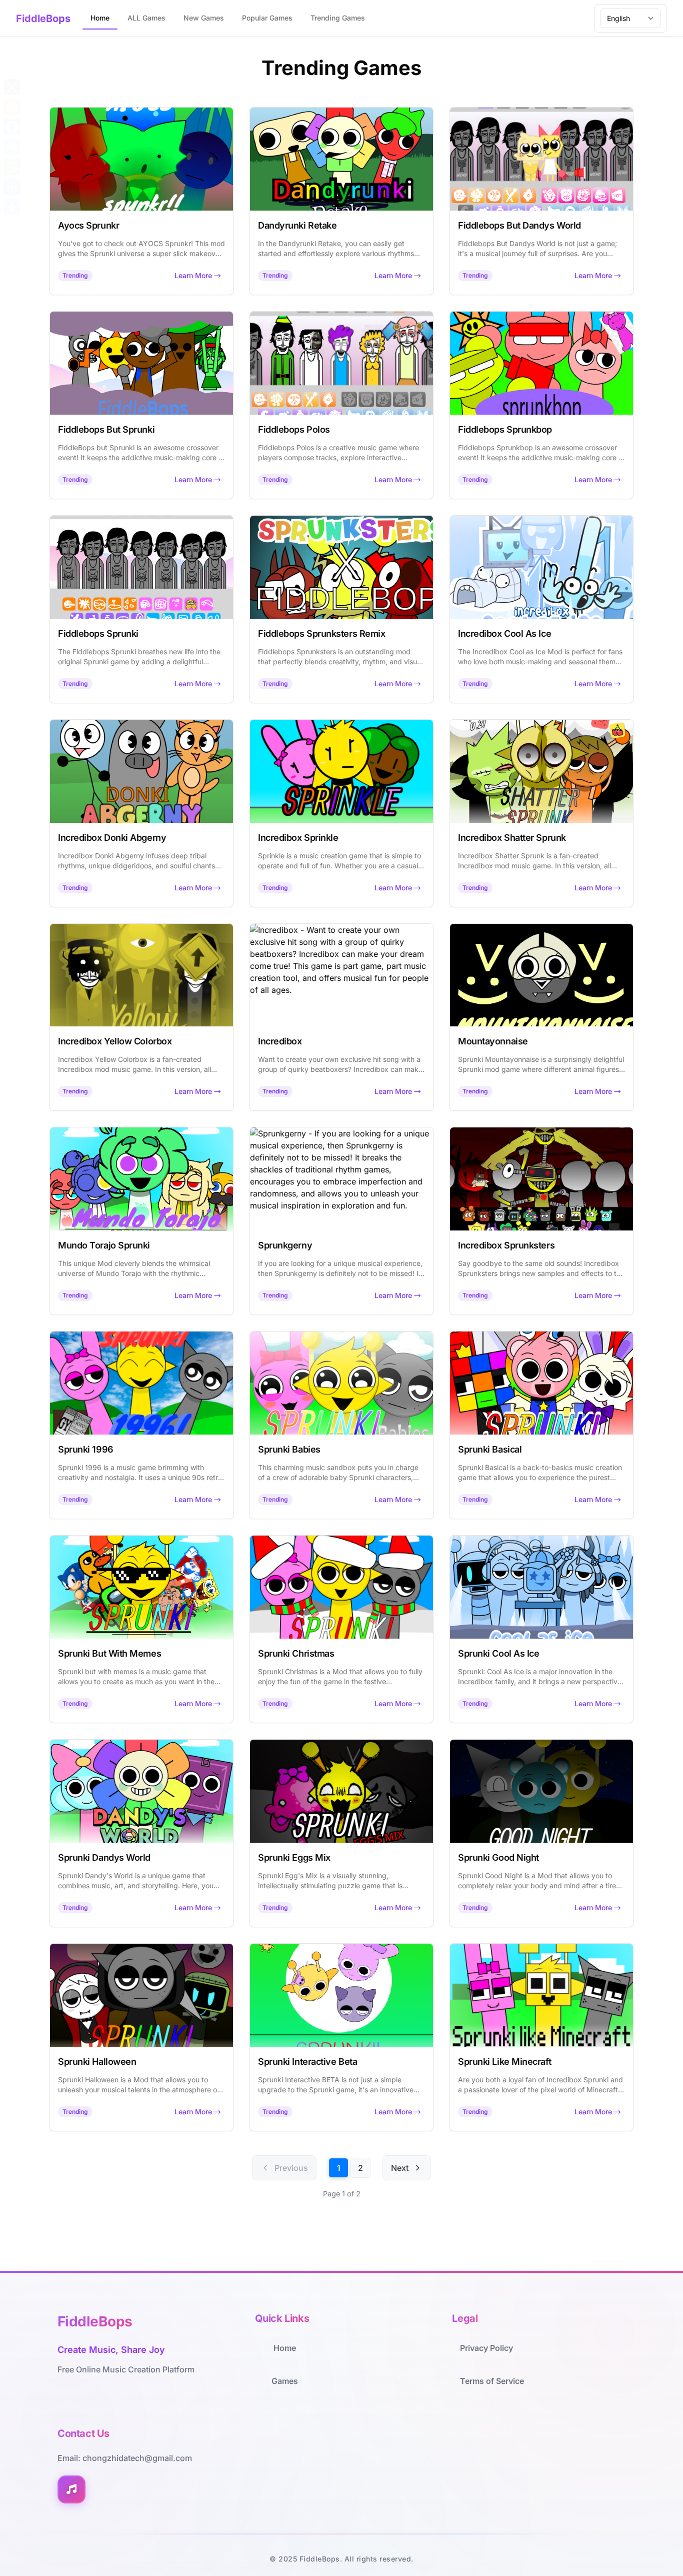 FiddleBops
Home
ALL Games
New Games
Popular Games
Trending Games
English
Trending Games
Ayocs Sprunkr
You've got to check out AYOCS Sprunkr! This mod
gives the Sprunki universe a super slick makeov...
Trending
Learn More →
Dandyrunki
Dandyrunki Retake
In the Dandyrunki Retake, you can easily get
started and effortlessly explore various rhythms...
Trending
Learn More →
Fiddlebops But Dandys World
Fiddlebops But Dandys World is not just a game;
it's a musical journey full of surprises. Are you...
Trending
Learn More →
FiddleBops
Fiddlebops But Sprunki
FiddleBops but Sprunki is an awesome crossover
event! It keeps the addictive music-making core ...
Trending
Learn More →
Fiddlebops Polos
Fiddlebops Polos is a creative music game where
players compose tracks, explore interactive...
Trending
Learn More →
sprunkbop
Fiddlebops Sprunkbop
Fiddlebops Sprunkbop is an awesome crossover
event! It keeps the addictive music-making core ...
Trending
Learn More →
Fiddlebops Sprunki
The Fiddlebops Sprunki breathes new life into the
original Sprunki game by adding a delightful...
Trending
Learn More →
SPRUNKSTERS
X
FIDDLEBOP
Fiddlebops Sprunksters Remix
Fiddlebops Sprunksters is an outstanding mod
that perfectly blends creativity, rhythm, and visu...
Trending
Learn More →
incredibox
Incredibox Cool As Ice
The Incredibox Cool as Ice Mod is perfect for fans
who love both music-making and seasonal them...
Trending
Learn More →
DONKI
ABGERNY
Incredibox Donki Abgerny
Incredibox Donki Abgerny infuses deep tribal
rhythms, unique didgeridoos, and soulful chants...
Trending
Learn More →
SPRINKLE
Incredibox Sprinkle
Sprinkle is a music creation game that is simple to
operate and full of fun. Whether you are a casual...
Trending
Learn More →
SHATTER
SPRUNK
Incredibox Shatter Sprunk
Incredibox Shatter Sprunk is a fan-created
Incredibox mod music game. In this version, all...
Trending
Learn More →
Yellow
Incredibox Yellow Colorbox
Incredibox Yellow Colorbox is a fan-created
Incredibox mod music game. In this version, all...
Trending
Learn More →
Incredibox - Want to create your own
exclusive hit song with a group of quirky
beatboxers? Incredibox can make your dream
come true! This game is part game, part music
creation tool, and offers musical fun for people
of all ages.
Incredibox
Want to create your own exclusive hit song with a
group of quirky beatboxers? Incredibox can mak...
Trending
Learn More →
MOUNTAYONNAISE
Mountayonnaise
Sprunki Mountayonnaise is a surprisingly delightful
Sprunki mod game where different animal figures...
Trending
Learn More →
Mundo Torajo
Mundo Torajo Sprunki
This unique Mod cleverly blends the whimsical
universe of Mundo Torajo with the rhythmic...
Trending
Learn More →
Sprunkgerny - If you are looking for a unique
musical experience, then Sprunkgerny is
definitely not to be missed! It breaks the
shackles of traditional rhythm games,
encourages you to embrace imperfection and
randomness, and allows you to unleash your
musical inspiration in exploration and fun.
Sprunkgerny
If you are looking for a unique musical experience,
then Sprunkgerny is definitely not to be missed! I...
Trending
Learn More →
Incredibox Sprunksters
Say goodbye to the same old sounds! Incredibox
Sprunksters brings new samples and effects to t...
Trending
Learn More →
1996!
Sprunki 1996
Sprunki 1996 is a music game brimming with
creativity and nostalgia. It uses a unique 90s retr...
Trending
Learn More →
SPRUNKI
Babies
Sprunki Babies
This charming music sandbox puts you in charge
of a crew of adorable baby Sprunki characters,...
Trending
Learn More →
SPRUNKI
Sprunki Basical
Sprunki Basical is a back-to-basics music creation
game that allows you to experience the purest...
Trending
Learn More →
SPRUNKI
Sprunki But With Memes
Sprunki but with memes is a music game that
allows you to create as much as you want in the...
Trending
Learn More →
SPRUNKI
Sprunki Christmas
Sprunki Christmas is a Mod that allows you to fully
enjoy the fun of the game in the festive...
Trending
Learn More →
Cool as ice
Sprunki Cool As Ice
Sprunki: Cool As Ice is a major innovation in the
Incredibox family, and it brings a new perspectiv...
Trending
Learn More →
DANDY'S
WORLD
Sprunki Dandys World
Sprunki Dandy's World is a unique game that
combines music, art, and storytelling. Here, you...
Trending
Learn More →
SPRUNKI
EGG'S MIX
Sprunki Eggs Mix
Sprunki Egg's Mix is a visually stunning,
intellectually stimulating puzzle game that is...
Trending
Learn More →
GOOD NIGHT
Sprunki Good Night
Sprunki Good Night is a Mod that allows you to
completely relax your body and mind after a tire...
Trending
Learn More →
SPRUNKI
Sprunki Halloween
Sprunki Halloween is a Mod that allows you to
unleash your musical talents in the atmosphere o...
Trending
Learn More →
Sprunki Interactive Beta
Sprunki Interactive BETA is not just a simple
upgrade to the Sprunki game, it's an innovative...
Trending
Learn More →
Sprunki like Minecraft
Sprunki Like Minecraft
Are you both a loyal fan of Incredibox Sprunki and
a passionate lover of the pixel world of Minecraft...
Trending
Learn More →
Previous
1
2
Next
Page 1 of 2
FiddleBops
Create Music, Share Joy
Free Online Music Creation Platform
Quick Links
Home
Games
Legal
Privacy Policy
Terms of Service
Contact Us
Email: chongzhidatech@gmail.com
© 2025 FiddleBops. All rights reserved.